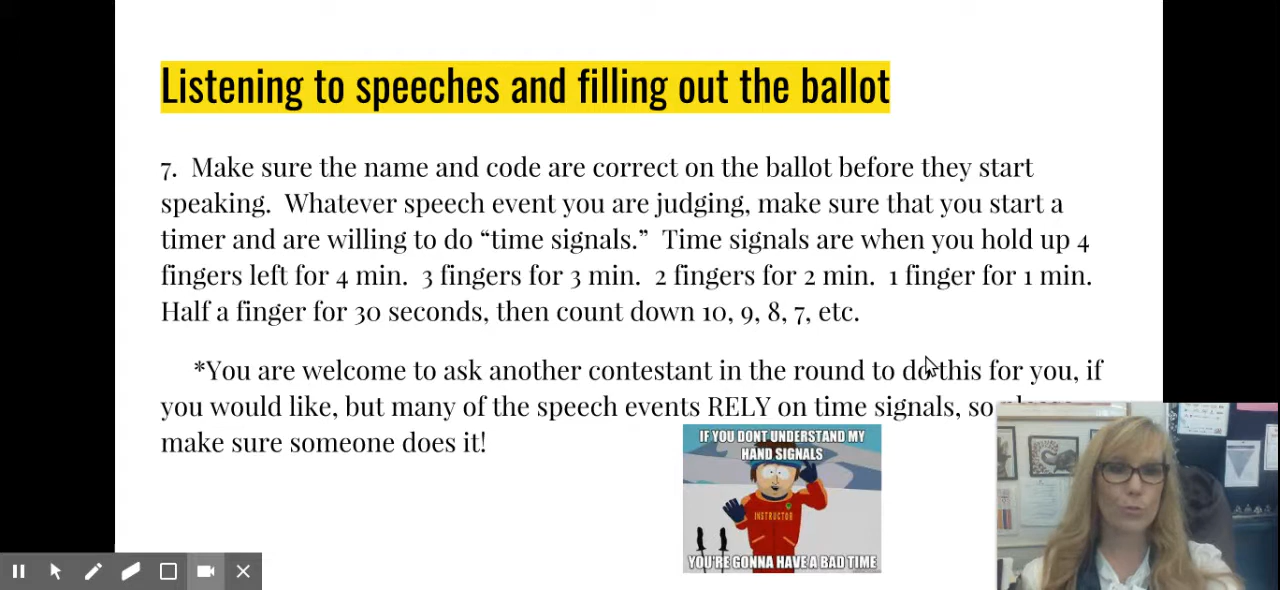 Listening to speeches and filling out the ballot
7.  Make sure the name and code are correct on the ballot before they start
speaking.  Whatever speech event you are judging, make sure that you start a
timer and are willing to do “time signals.”  Time signals are when you hold up 4
fingers left for 4 min.  3 fingers for 3 min.  2 fingers for 2 min.  1 finger for 1 min.
Half a finger for 30 seconds, then count down 10, 9, 8, 7, etc.
*You are welcome to ask another contestant in the round to do this for you, if
you would like, but many of the speech events RELY on time signals, so please
make sure someone does it!
IF YOU DONT UNDERSTAND MY
HAND SIGNALS
INSTRUCTOR
YOU'RE GONNA HAVE A BAD TIME